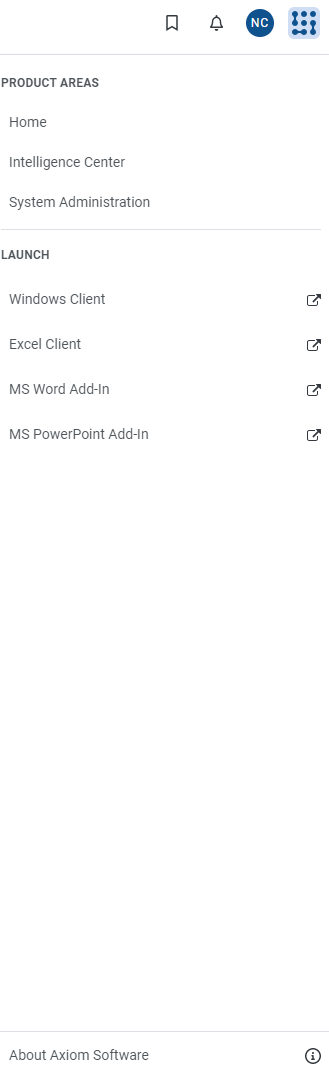 NC
PRODUCT AREAS
Home
Intelligence Center
System Administration
LAUNCH
Windows Client
Excel Client
MS Word Add-In
MS PowerPoint Add-In
About Axiom Software